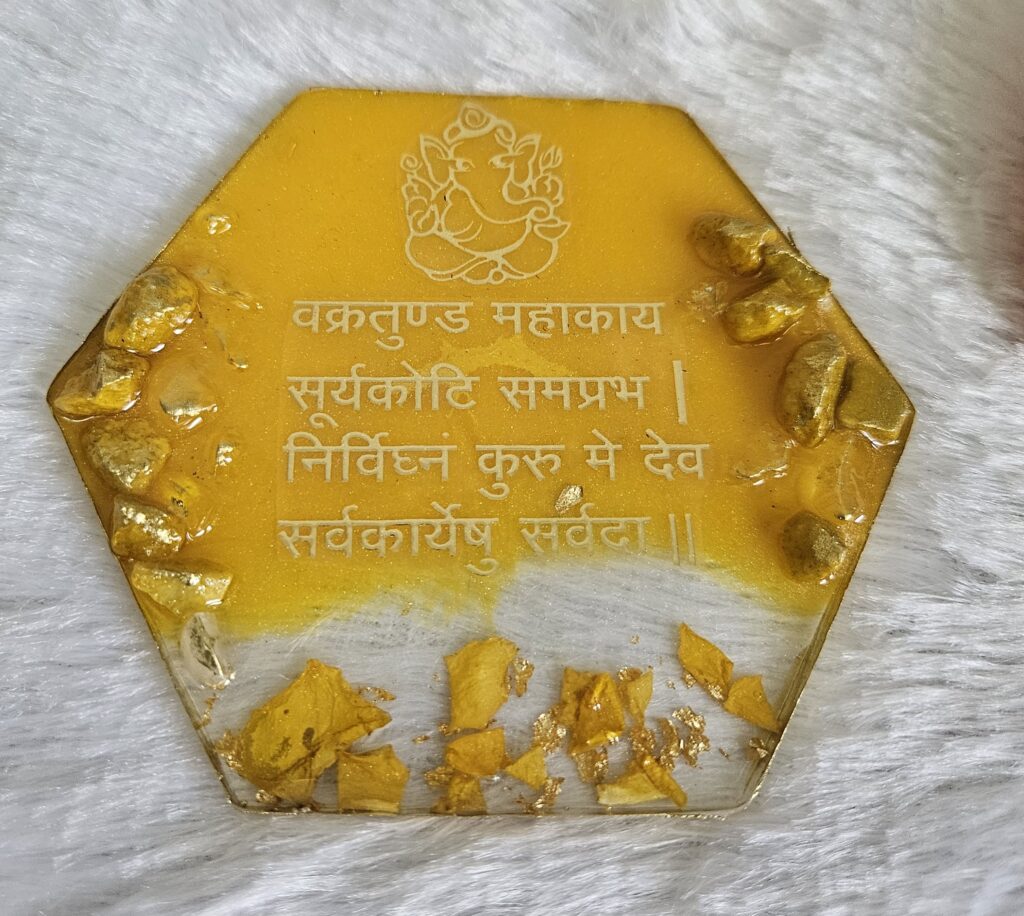 वक्रतुण्ड महाकाय
सूर्यकोटि समप्रभ |
निर्विघ्नं कुरु मे देव
सर्वकार्येषु सर्वदा ||